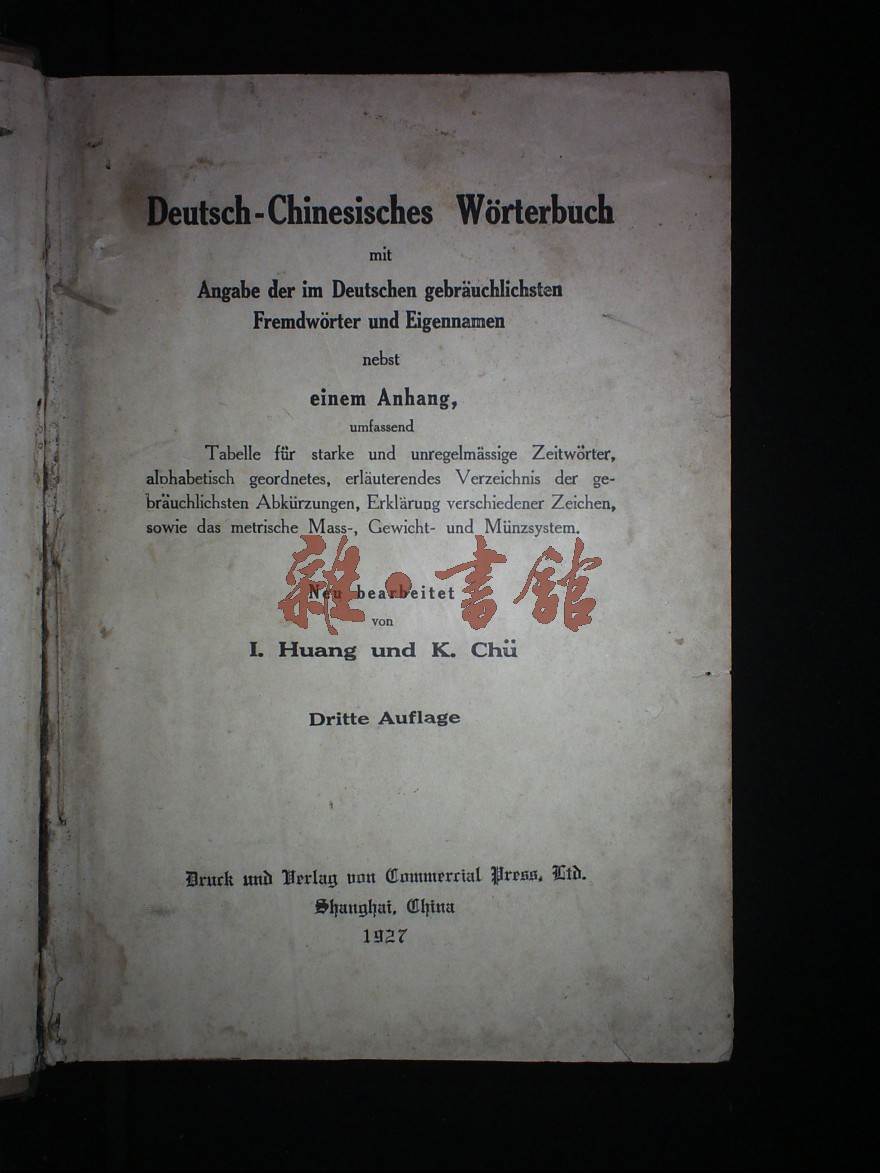 Deutsch-Chinesisches Wörterbuch
mit
Angabe der im Deutschen gebräuchlichsten
Fremdwörter und Eigennamen
nebst
einem Anhang,
umfassend
Tabelle für starke und unregelmässige Zeitwörter,
alphabetisch geordnetes, erläuterendes Verzeichnis der ge-
bräuchlichsten Abkürzungen, Erklärung verschiedener Zeichen,
sowie das metrische Mass-, Gewicht- und Münzsystem.
雜·書館
Neu bearbeitet
von
I. Huang und K. Chü
Dritte Auflage
Druck und Verlag von Commercial Press, Ltd.
Shanghai, China
1927